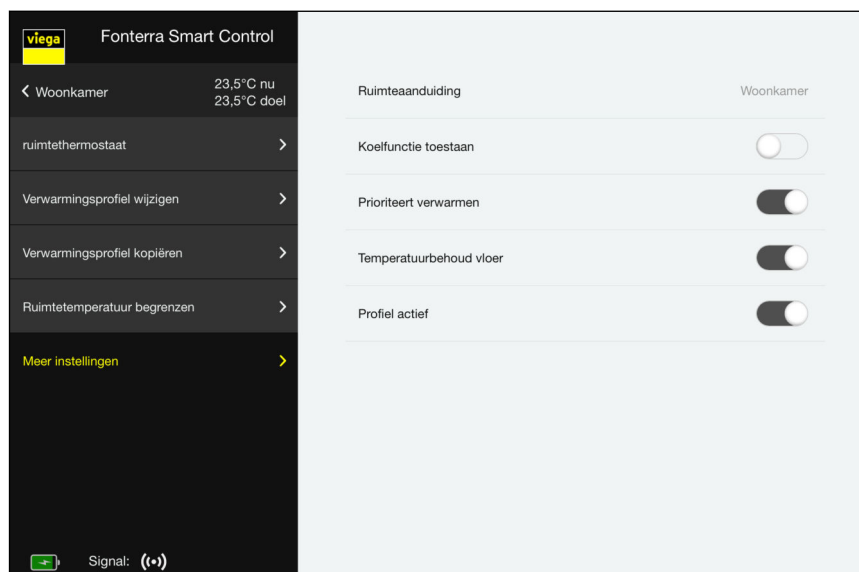 viega
Fonterra Smart Control
Woonkamer
23,5°C nu
23,5°C doel
ruimtethermostaat
Verwarmingsprofiel wijzigen
Verwarmingsprofiel kopiëren
Ruimtetemperatuur begrenzen
Meer instellingen
Signal:
Ruimteaanduiding
Woonkamer
Koelfunctie toestaan
Prioriteert verwarmen
Temperatuurbehoud vloer
Profiel actief